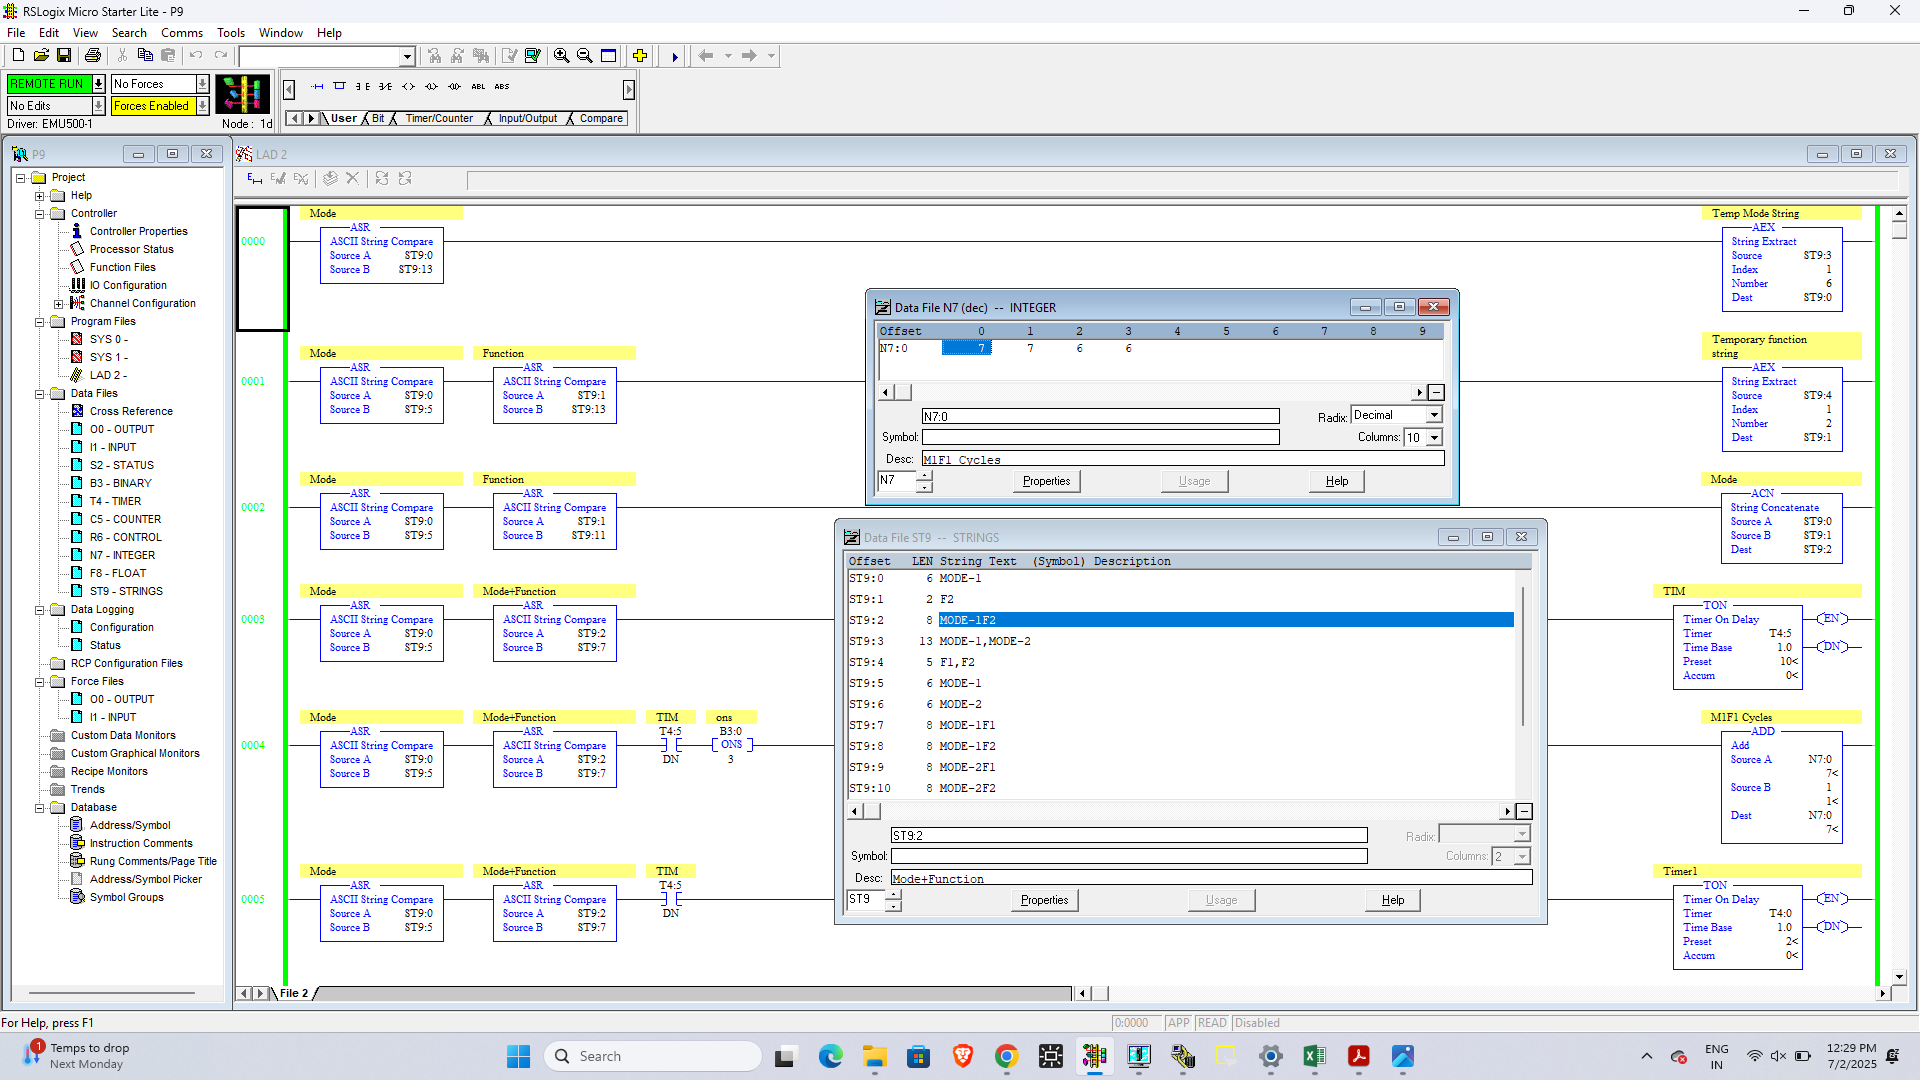 RSLogix Micro Starter Lite - P9
File Edit View Search Comms Tools Window Help
REMOTE RUN No Forces
No Edits Forces Enabled
Driver: EMU500-1 Node : 1d
ABL ABS
User Bit Timer/Counter Input/Output Compare
P9
Project
Help
Controller
Controller Properties
Processor Status
Function Files
IO Configuration
Channel Configuration
Program Files
SYS 0 -
SYS 1 -
LAD 2 -
Data Files
Cross Reference
O0 - OUTPUT
I1 - INPUT
S2 - STATUS
B3 - BINARY
T4 - TIMER
C5 - COUNTER
R6 - CONTROL
N7 - INTEGER
F8 - FLOAT
ST9 - STRINGS
Data Logging
Configuration
Status
RCP Configuration Files
Force Files
O0 - OUTPUT
I1 - INPUT
Custom Data Monitors
Custom Graphical Monitors
Recipe Monitors
Trends
Database
Address/Symbol
Instruction Comments
Rung Comments/Page Title
Address/Symbol Picker
Symbol Groups
LAD 2
0000
Mode
ASR
ASCII String Compare
Source A ST9:0
Source B ST9:13
Temp Mode String
AEX
String Extract
Source ST9:3
Index 1
Number 6
Dest ST9:0
0001
Mode
ASR
ASCII String Compare
Source A ST9:0
Source B ST9:5
Function
ASR
ASCII String Compare
Source A ST9:1
Source B ST9:13
Temporary function
string
AEX
String Extract
Source ST9:4
Index 1
Number 2
Dest ST9:1
0002
Mode
ASR
ASCII String Compare
Source A ST9:0
Source B ST9:5
Function
ASR
ASCII String Compare
Source A ST9:1
Source B ST9:11
Mode
ACN
String Concatenate
Source A ST9:0
Source B ST9:1
Dest ST9:2
0003
Mode
ASR
ASCII String Compare
Source A ST9:0
Source B ST9:5
Mode+Function
ASR
ASCII String Compare
Source A ST9:2
Source B ST9:7
TIM
TON
Timer On Delay EN
Timer T4:5
Time Base 1.0 DN
Preset 10<
Accum 0<
0004
Mode
ASR
ASCII String Compare
Source A ST9:0
Source B ST9:5
Mode+Function
ASR
ASCII String Compare
Source A ST9:2
Source B ST9:7
TIM
T4:5
DN
ons
B3:0
ONS
3
M1F1 Cycles
ADD
Add
Source A N7:0
7<
Source B 1
1<
Dest N7:0
7<
0005
Mode
ASR
ASCII String Compare
Source A ST9:0
Source B ST9:5
Mode+Function
ASR
ASCII String Compare
Source A ST9:2
Source B ST9:7
TIM
T4:5
DN
Timer1
TON
Timer On Delay EN
Timer T4:0
Time Base 1.0 DN
Preset 2<
Accum 0<
Data File N7 (dec) -- INTEGER
Offset 0 1 2 3 4 5 6 7 8 9
N7:0 7 7 6 6
N7:0 Radix: Decimal
Symbol: Columns: 10
Desc: M1F1 Cycles
N7 Properties Usage Help
Data File ST9 -- STRINGS
Offset LEN String Text (Symbol) Description
ST9:0 6 MODE-1
ST9:1 2 F2
ST9:2 8 MODE-1F2
ST9:3 13 MODE-1,MODE-2
ST9:4 5 F1,F2
ST9:5 6 MODE-1
ST9:6 6 MODE-2
ST9:7 8 MODE-1F1
ST9:8 8 MODE-1F2
ST9:9 8 MODE-2F1
ST9:10 8 MODE-2F2
ST9:2 Radix:
Symbol: Columns: 2
Desc: Mode+Function
ST9 Properties Usage Help
File 2
For Help, press F1 0:0000 APP READ Disabled
1 Temps to drop
Next Monday
Search
ENG
IN
12:29 PM
7/2/2025